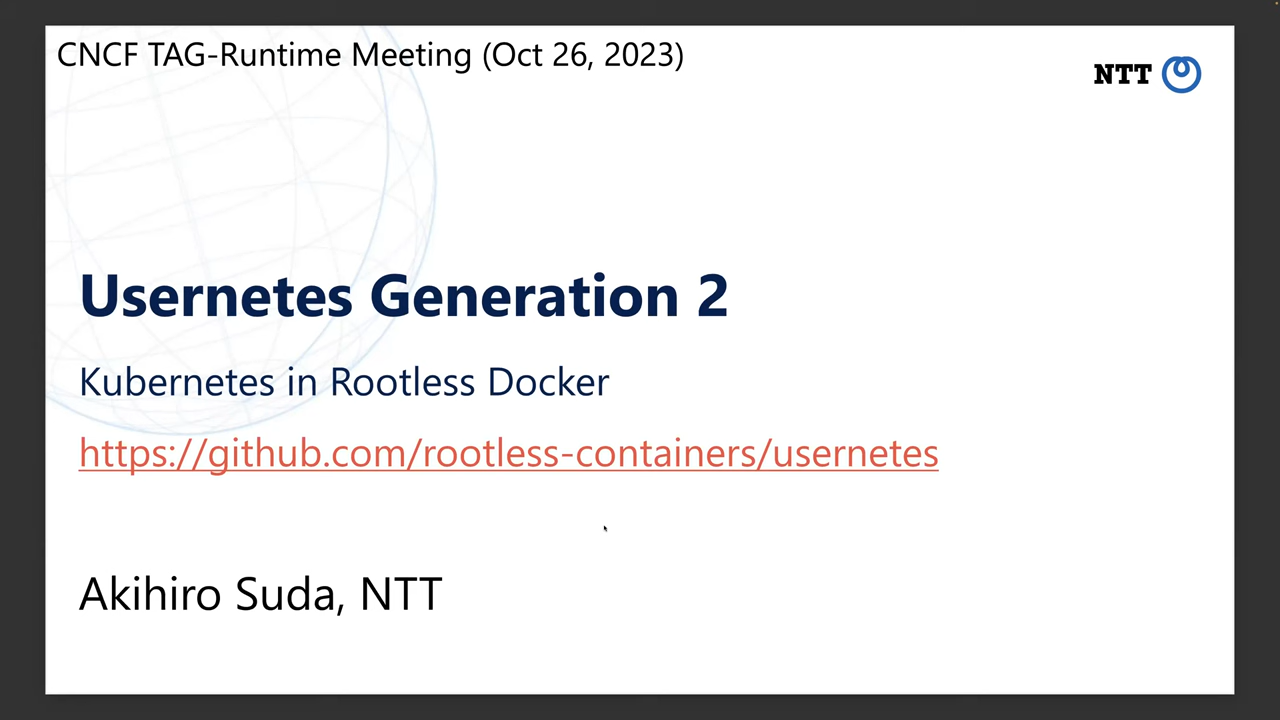 CNCF TAG-Runtime Meeting (Oct 26, 2023)
NTT
Usernetes Generation 2
Kubernetes in Rootless Docker
https://github.com/rootless-containers/usernetes
Akihiro Suda, NTT